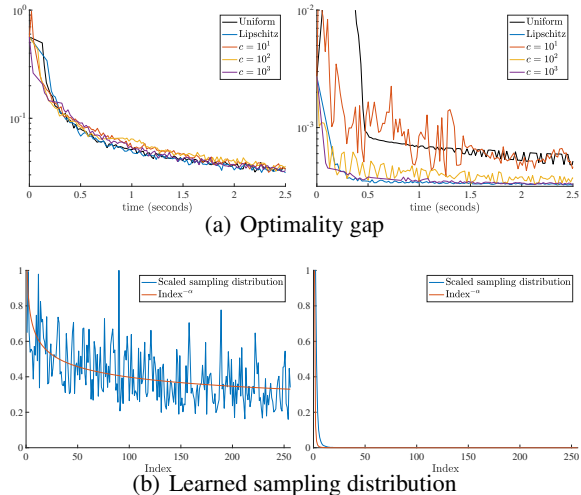 10^0
10^-1
0 0.5 1 1.5 2 2.5
time (seconds)
Uniform
Lipschitz
c = 10^1
c = 10^2
c = 10^3
10^-2
10^-3
0 0.5 1 1.5 2 2.5
time (seconds)
Uniform
Lipschitz
c = 10^1
c = 10^2
c = 10^3
(a) Optimality gap
1
0.8
0.6
0.4
0.2
0
0 50 100 150 200 250
Index
Scaled sampling distribution
Index^-α
1
0.8
0.6
0.4
0.2
0
0 50 100 150 200 250
Index
Scaled sampling distribution
Index^-α
(b) Learned sampling distribution